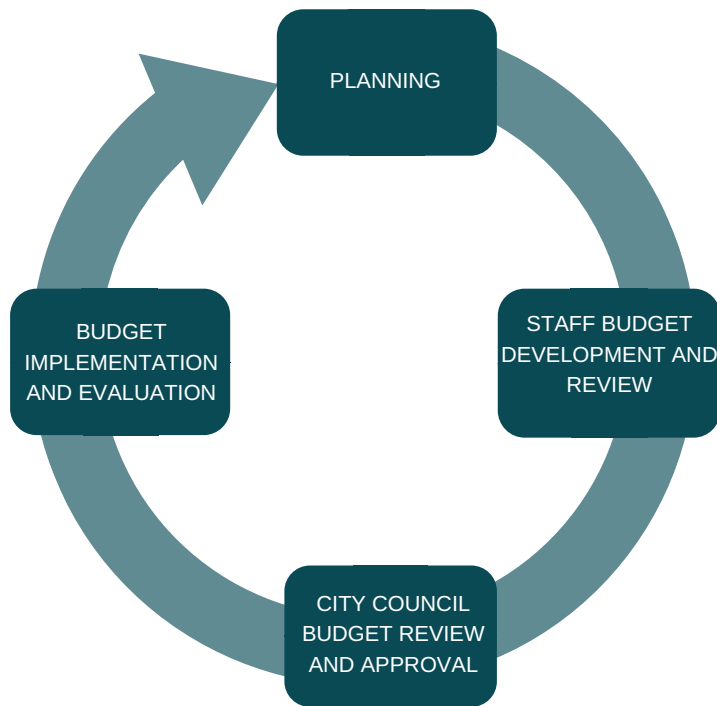 PLANNING
STAFF BUDGET
DEVELOPMENT AND
REVIEW
CITY COUNCIL
BUDGET REVIEW
AND APPROVAL
BUDGET
IMPLEMENTATION
AND EVALUATION